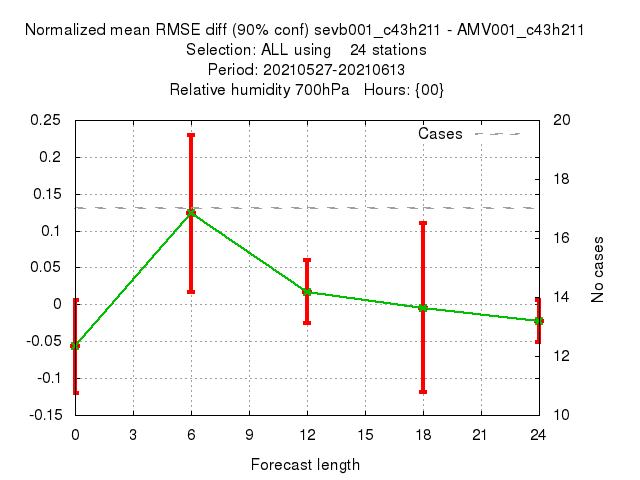 Normalized mean RMSE diff (90% conf) sevb001_c43h211 - AMV001_c43h211
Selection: ALL using 24 stations
Period: 20210527-20210613
Relative humidity 700hPa Hours: {00}
Cases
0.25
0.2
0.15
0.1
0.05
0
-0.05
-0.1
-0.15
20
18
16
14
12
10
No cases
0 3 6 9 12 15 18 21 24
Forecast length